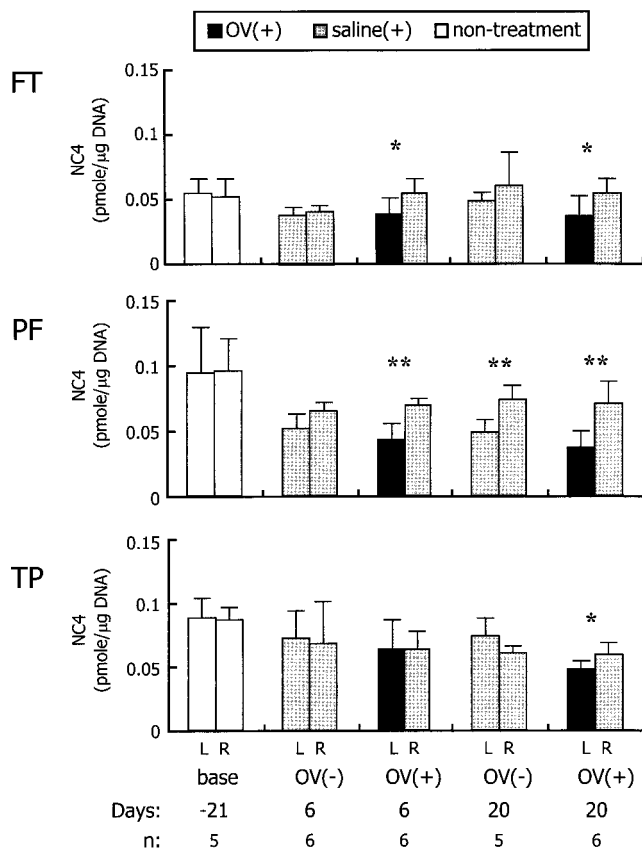 OV(+) saline(+) non-treatment
FT
NC4
(pmole/µg DNA)
0.15
0.1
0.05
0
*
*
PF
NC4
(pmole/µg DNA)
0.15
0.1
0.05
0
**
**
**
TP
NC4
(pmole/µg DNA)
0.15
0.1
0.05
0
*
L R L R L R L R L R
base OV(-) OV(+) OV(-) OV(+)
Days: -21 6 6 20 20
n: 5 6 6 5 6